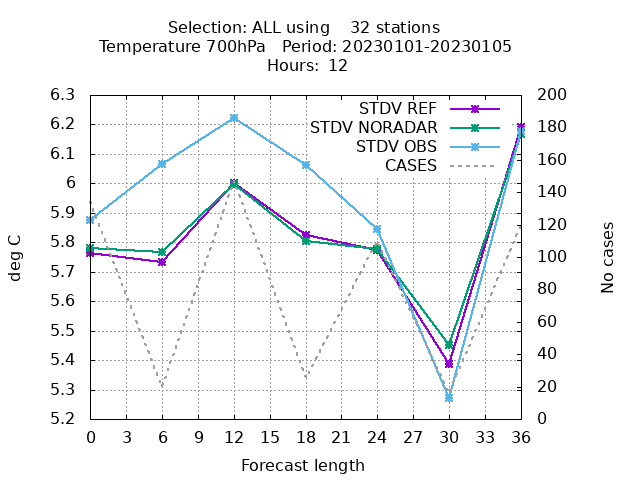 Selection: ALL using    32 stations
Temperature 700hPa   Period: 20230101-20230105
Hours: 12
STDV REF
STDV NORADAR
STDV OBS
CASES
deg C
6.3
6.2
6.1
6
5.9
5.8
5.7
5.6
5.5
5.4
5.3
5.2
200
180
160
140
120
100
80
60
40
20
0
No cases
0 3 6 9 12 15 18 21 24 27 30 33 36
Forecast length